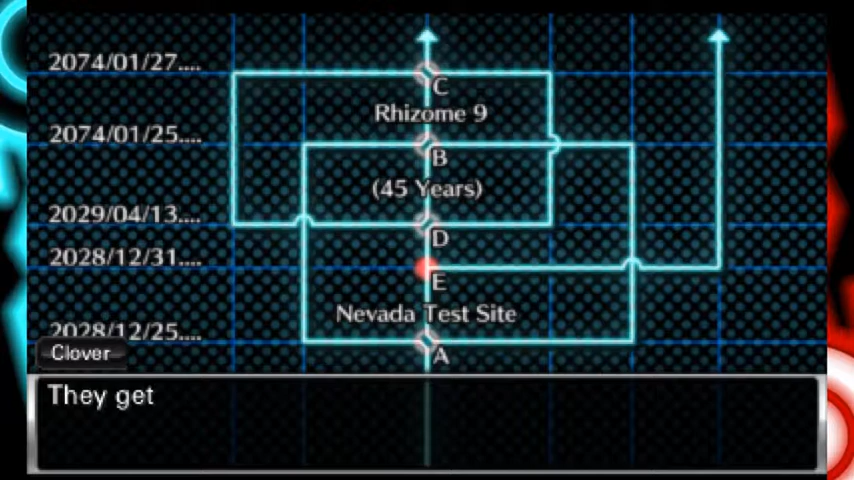 2074/01/27....
C
Rhizome 9
2074/01/25....
B
(45 Years)
2029/04/13....
D
2028/12/31....
E
Nevada Test Site
2028/12/25....
A
Clover
They get